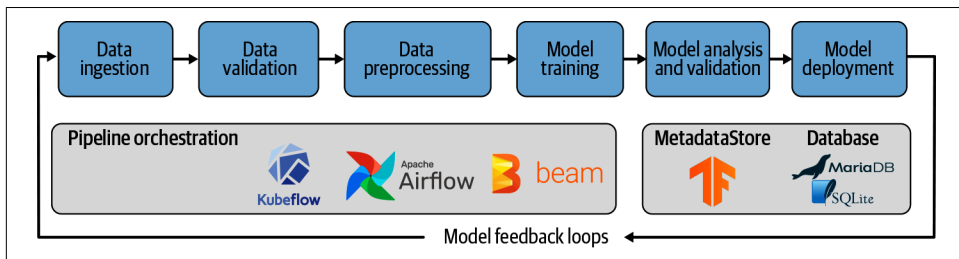 Data
ingestion
Data
validation
Data
preprocessing
Model
training
Model analysis
and validation
Model
deployment
Pipeline orchestration
Kubeflow
Apache
Airflow
beam
MetadataStore
Database
MariaDB
SQLite
Model feedback loops